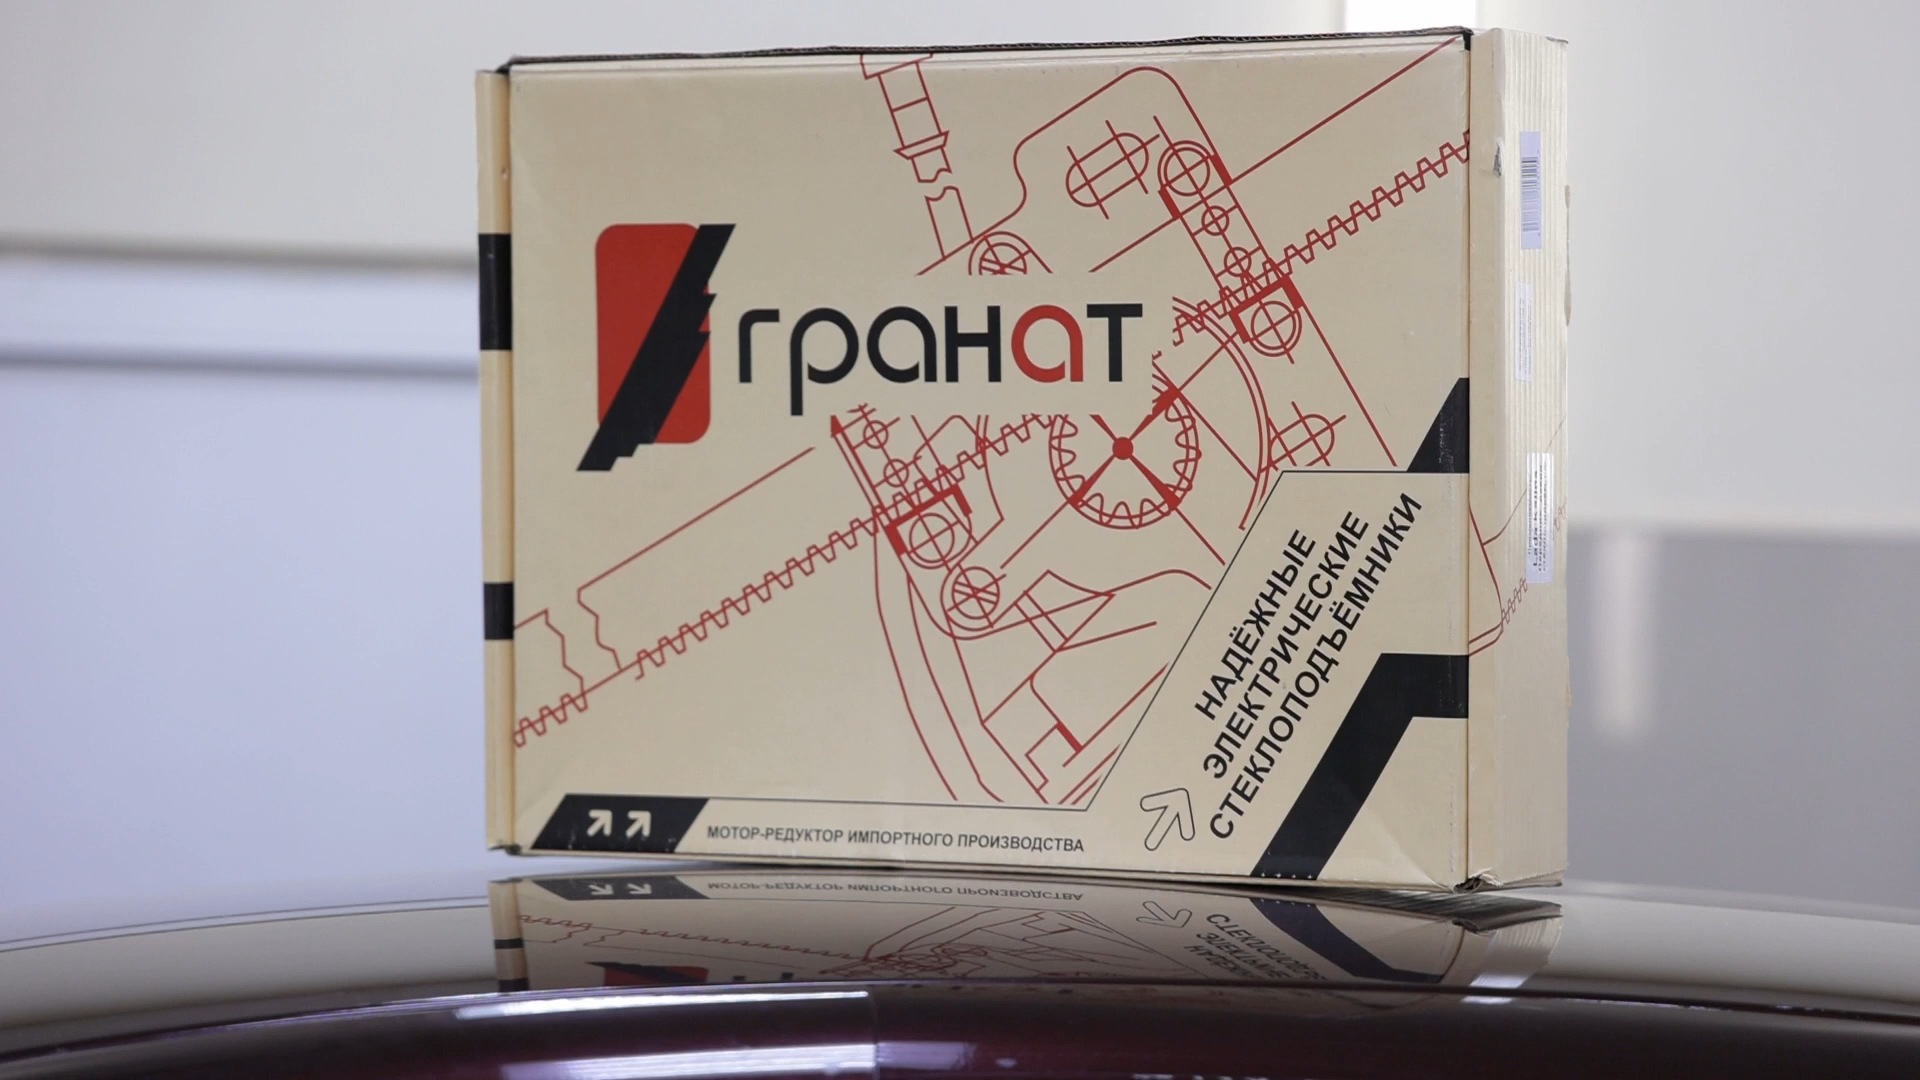 гранат
НАДЁЖНЫЕ
ЭЛЕКТРИЧЕСКИЕ
СТЕКЛОПОДЪЁМНИКИ
МОТОР-РЕДУКТОР ИМПОРТНОГО ПРОИЗВОДСТВА